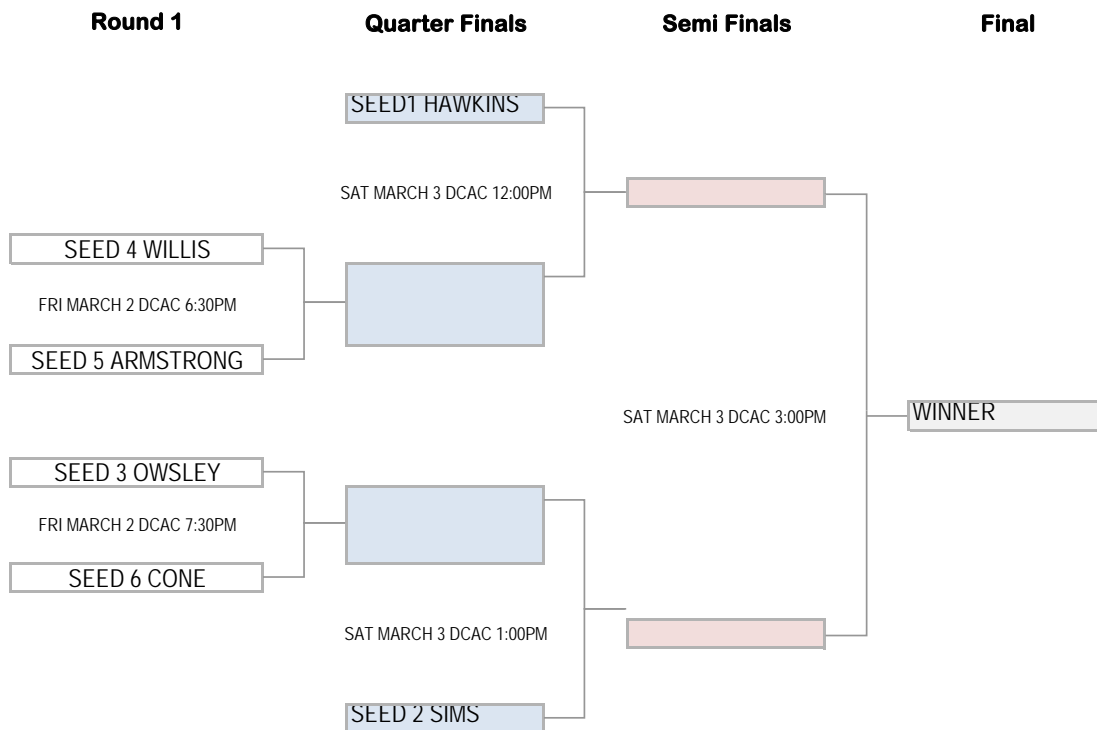 Round 1
Quarter Finals
Semi Finals
Final
SEED1 HAWKINS
SAT MARCH 3 DCAC 12:00PM
SEED 4 WILLIS
FRI MARCH 2 DCAC 6:30PM
SEED 5 ARMSTRONG
SAT MARCH 3 DCAC 3:00PM
WINNER
SEED 3 OWSLEY
FRI MARCH 2 DCAC 7:30PM
SEED 6 CONE
SAT MARCH 3 DCAC 1:00PM
SEED 2 SIMS